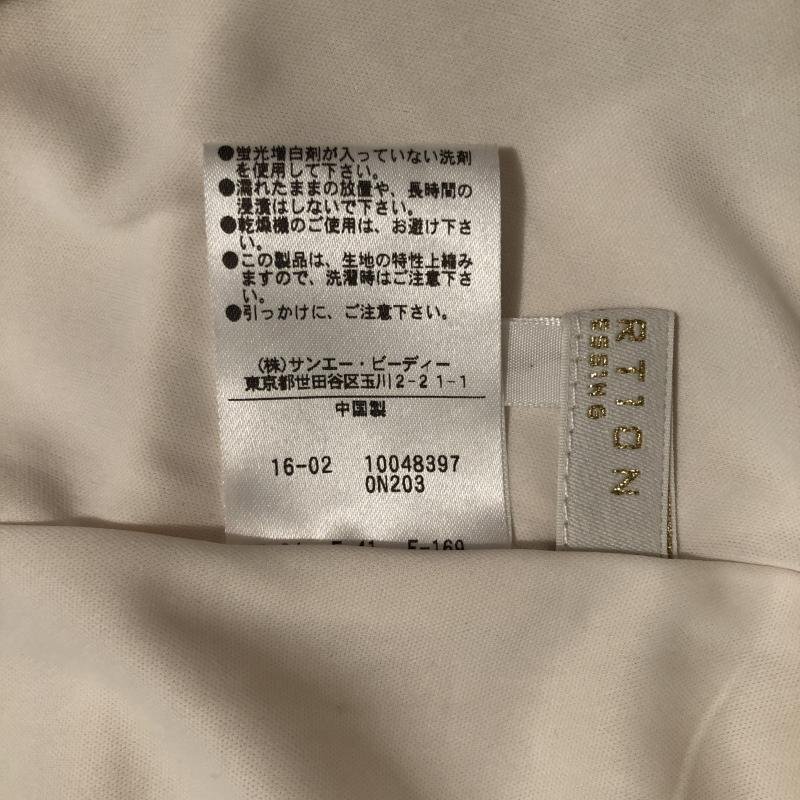 ●蛍光増白剤が入っていない洗剤
を使用して下さい。
●濡れたままの放置や、長時間の
浸漬はしないで下さい。
●乾燥機のご使用は、お避け下さ
い。
●この製品は、生地の特性上縮み
ますので、洗濯時はご注意下さ
い。
●引っかけに、ご注意下さい。
(株)サンエー・ビーディー
東京都世田谷区玉川2-21-1
中国製
16-02 10048397
0N203
F-169
RTION